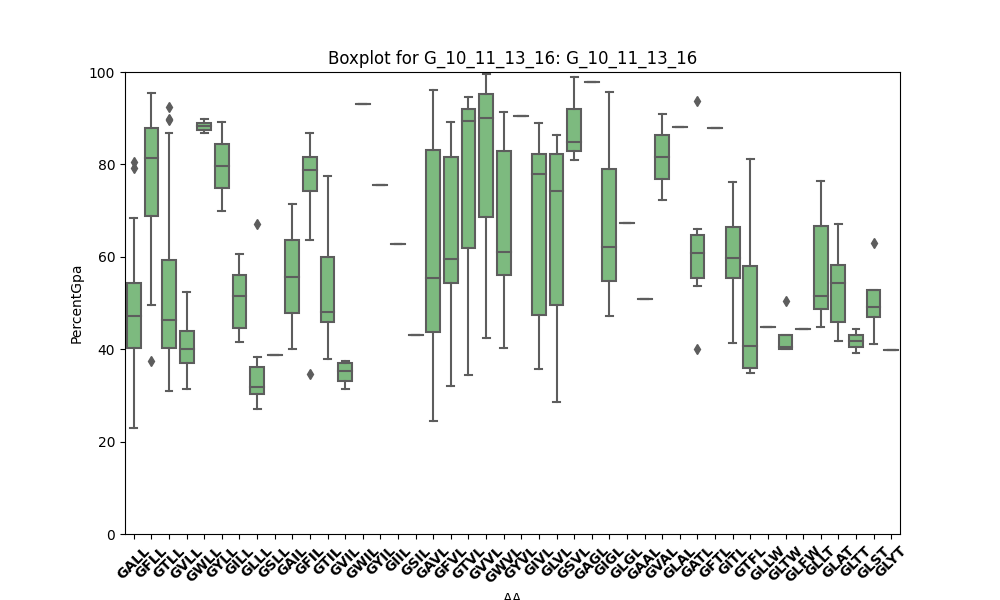 Boxplot for G_10_11_13_16: G_10_11_13_16
PercentGpa
100
80
60
40
20
0
GALL GFLL GTLL GVLL GWLL GYLL GILL GLLL GSLL GAIL GFIL GTIL GVIL GWIL GYIL GIIL GSIL GAVL GFVL GTVL GVVL GWVL GYVL GIVL GLVL GSVL GAGL GIGL GLGL GAAL GVAL GLAL GATL GFTL GITL GTFL GLLW GLTW GLFW GLLT GLAT GLTT GLST GLYT
AA